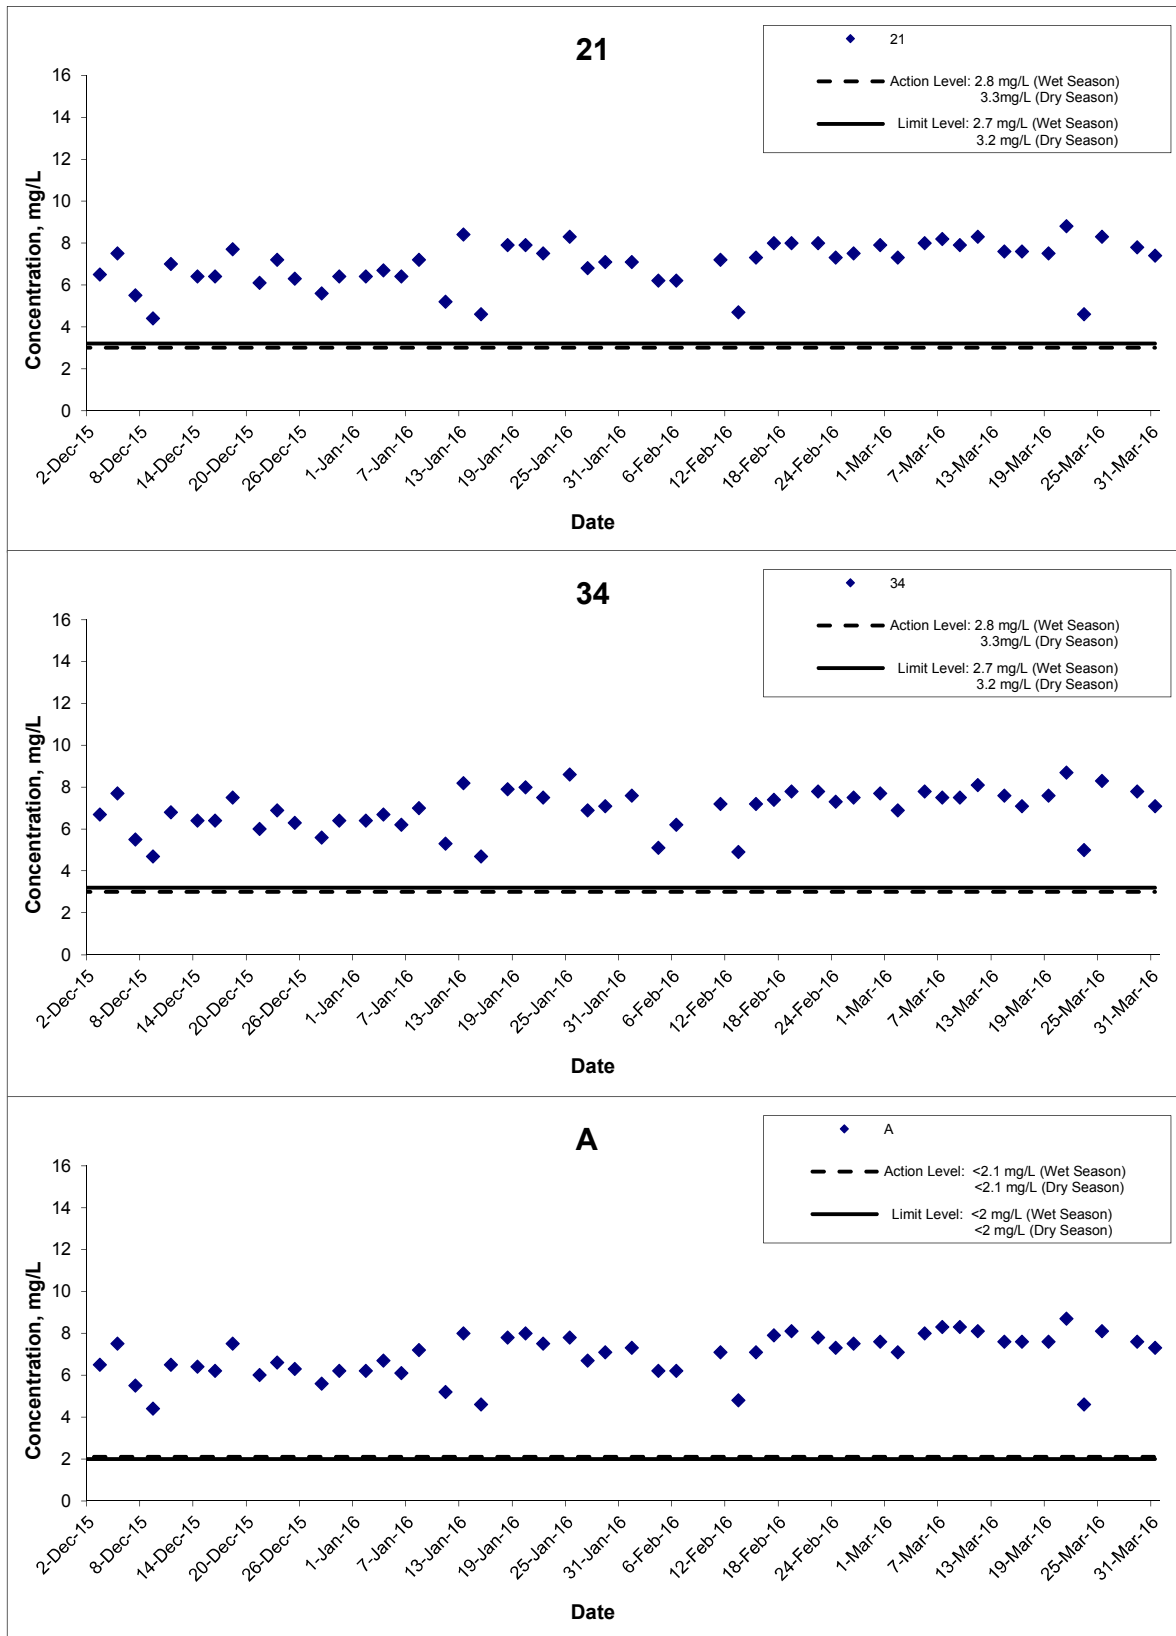 21
21
Action Level: 2.8 mg/L (Wet Season)
3.3mg/L (Dry Season)
Limit Level: 2.7 mg/L (Wet Season)
3.2 mg/L (Dry Season)
Concentration, mg/L
16
14
12
10
8
6
4
2
0
2-Dec-15
8-Dec-15
14-Dec-15
20-Dec-15
26-Dec-15
1-Jan-16
7-Jan-16
13-Jan-16
19-Jan-16
25-Jan-16
31-Jan-16
6-Feb-16
12-Feb-16
18-Feb-16
24-Feb-16
1-Mar-16
7-Mar-16
13-Mar-16
19-Mar-16
25-Mar-16
31-Mar-16
Date
34
34
Action Level: 2.8 mg/L (Wet Season)
3.3mg/L (Dry Season)
Limit Level: 2.7 mg/L (Wet Season)
3.2 mg/L (Dry Season)
Concentration, mg/L
16
14
12
10
8
6
4
2
0
2-Dec-15
8-Dec-15
14-Dec-15
20-Dec-15
26-Dec-15
1-Jan-16
7-Jan-16
13-Jan-16
19-Jan-16
25-Jan-16
31-Jan-16
6-Feb-16
12-Feb-16
18-Feb-16
24-Feb-16
1-Mar-16
7-Mar-16
13-Mar-16
19-Mar-16
25-Mar-16
31-Mar-16
Date
A
A
Action Level: <2.1 mg/L (Wet Season)
<2.1 mg/L (Dry Season)
Limit Level: <2 mg/L (Wet Season)
<2 mg/L (Dry Season)
Concentration, mg/L
16
14
12
10
8
6
4
2
0
2-Dec-15
8-Dec-15
14-Dec-15
20-Dec-15
26-Dec-15
1-Jan-16
7-Jan-16
13-Jan-16
19-Jan-16
25-Jan-16
31-Jan-16
6-Feb-16
12-Feb-16
18-Feb-16
24-Feb-16
1-Mar-16
7-Mar-16
13-Mar-16
19-Mar-16
25-Mar-16
31-Mar-16
Date